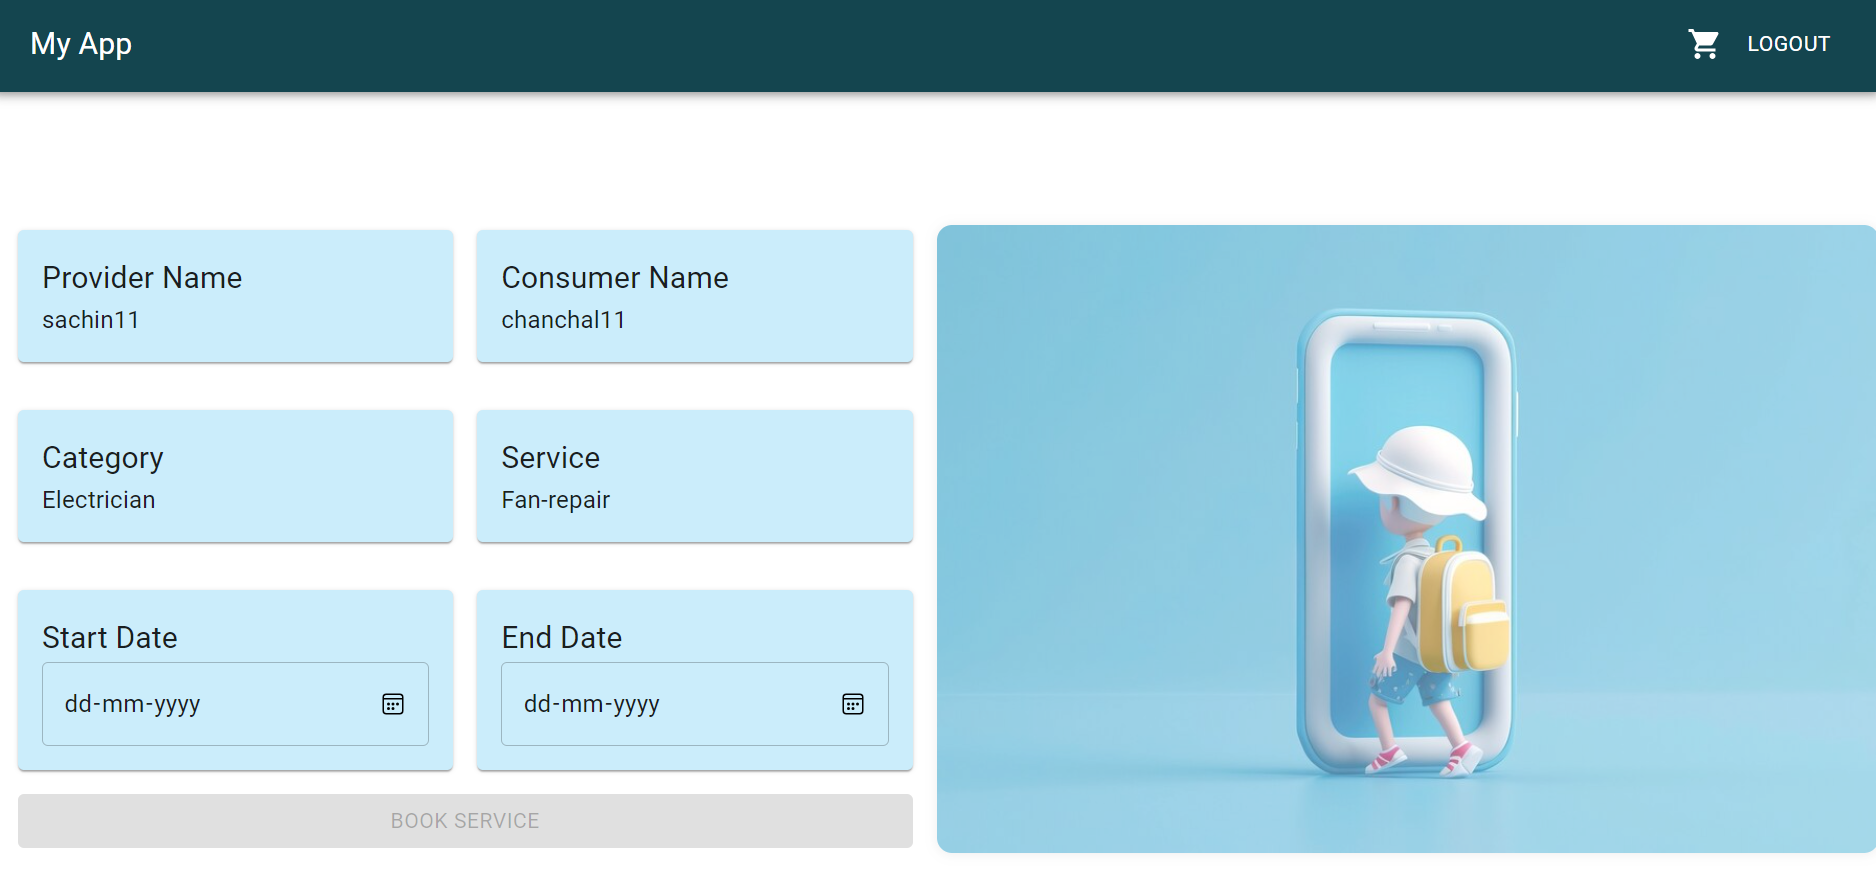 My App
LOGOUT
Provider Name
sachin11
Consumer Name
chanchal11
Category
Electrician
Service
Fan-repair
Start Date
dd-mm-yyyy
End Date
dd-mm-yyyy
BOOK SERVICE